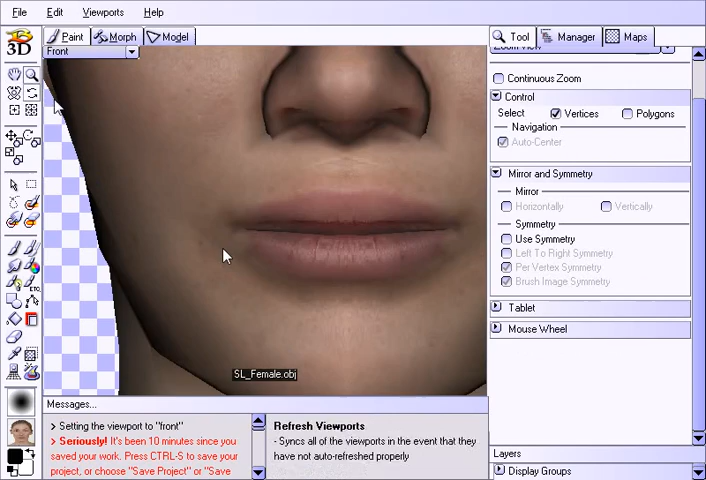 File Edit Viewports Help
3D Paint Morph Model Tool Manager Maps
Front
Continuous Zoom
Control
Select Vertices Polygons
Navigation
Auto-Center
Mirror and Symmetry
Mirror
Horizontally Vertically
Symmetry
Use Symmetry
Left To Right Symmetry
Per Vertex Symmetry
Brush Image Symmetry
Tablet
Mouse Wheel
ETC
SL_Female.obj
Messages...
> Setting the viewport to "front"
> Seriously! It's been 10 minutes since you
saved your work. Press CTRL-S to save your
project, or choose "Save Project" or "Save
Refresh Viewports
- Syncs all of the viewports in the event that they
have not auto-refreshed properly
Layers
Display Groups